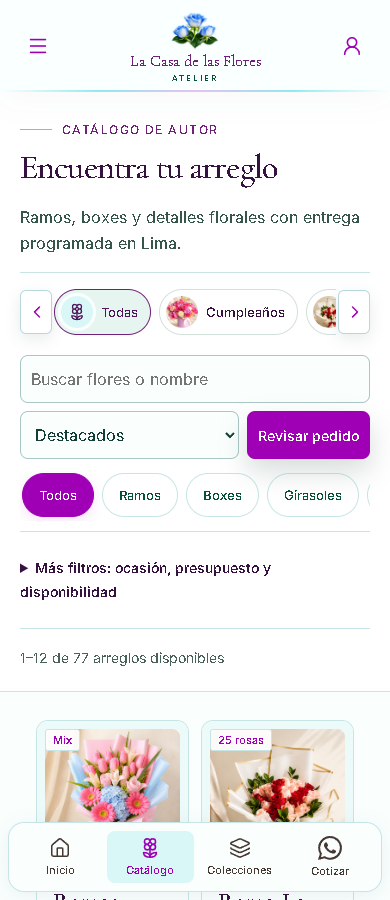 La Casa de las Flores
ATELIER
CATÁLOGO DE AUTOR
Encuentra tu arreglo
Ramos, boxes y detalles florales con entrega
programada en Lima.
Todas
Cumpleaños
Buscar flores o nombre
Destacados
Revisar pedido
Todos
Ramos
Boxes
Girasoles
Más filtros: ocasión, presupuesto y
disponibilidad
1–12 de 77 arreglos disponibles
Mix
25 rosas
Inicio
Catálogo
Colecciones
Cotizar